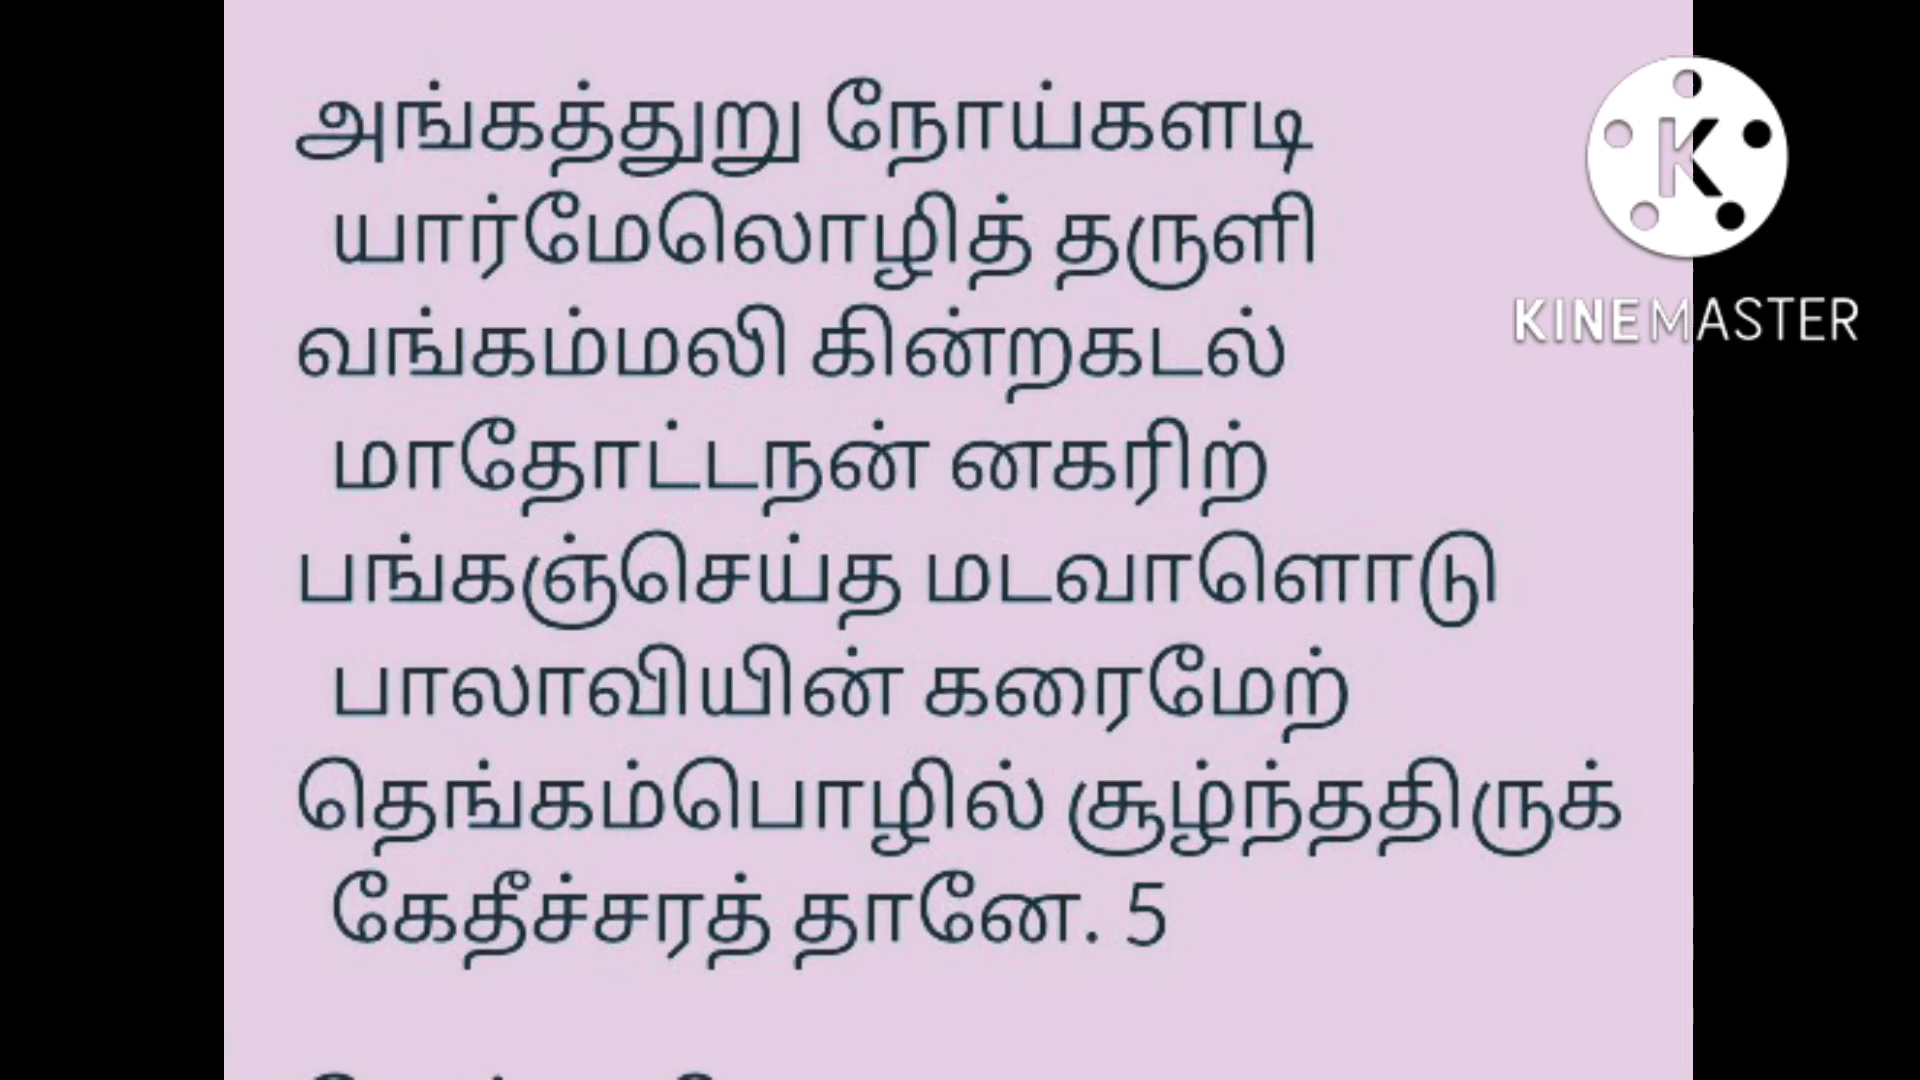 அங்கத்துறு நோய்களடி
யார்மேலொழித் தருளி
வங்கம்மலி கின்றகடல்
மாதோட்டநன் னகரிற்
பங்கஞ்செய்த மடவாளொடு
பாலாவியின் கரைமேற்
தெங்கம்பொழில் சூழ்ந்ததிருக்
கேதீச்சரத் தானே. 5
K
KINEMASTER